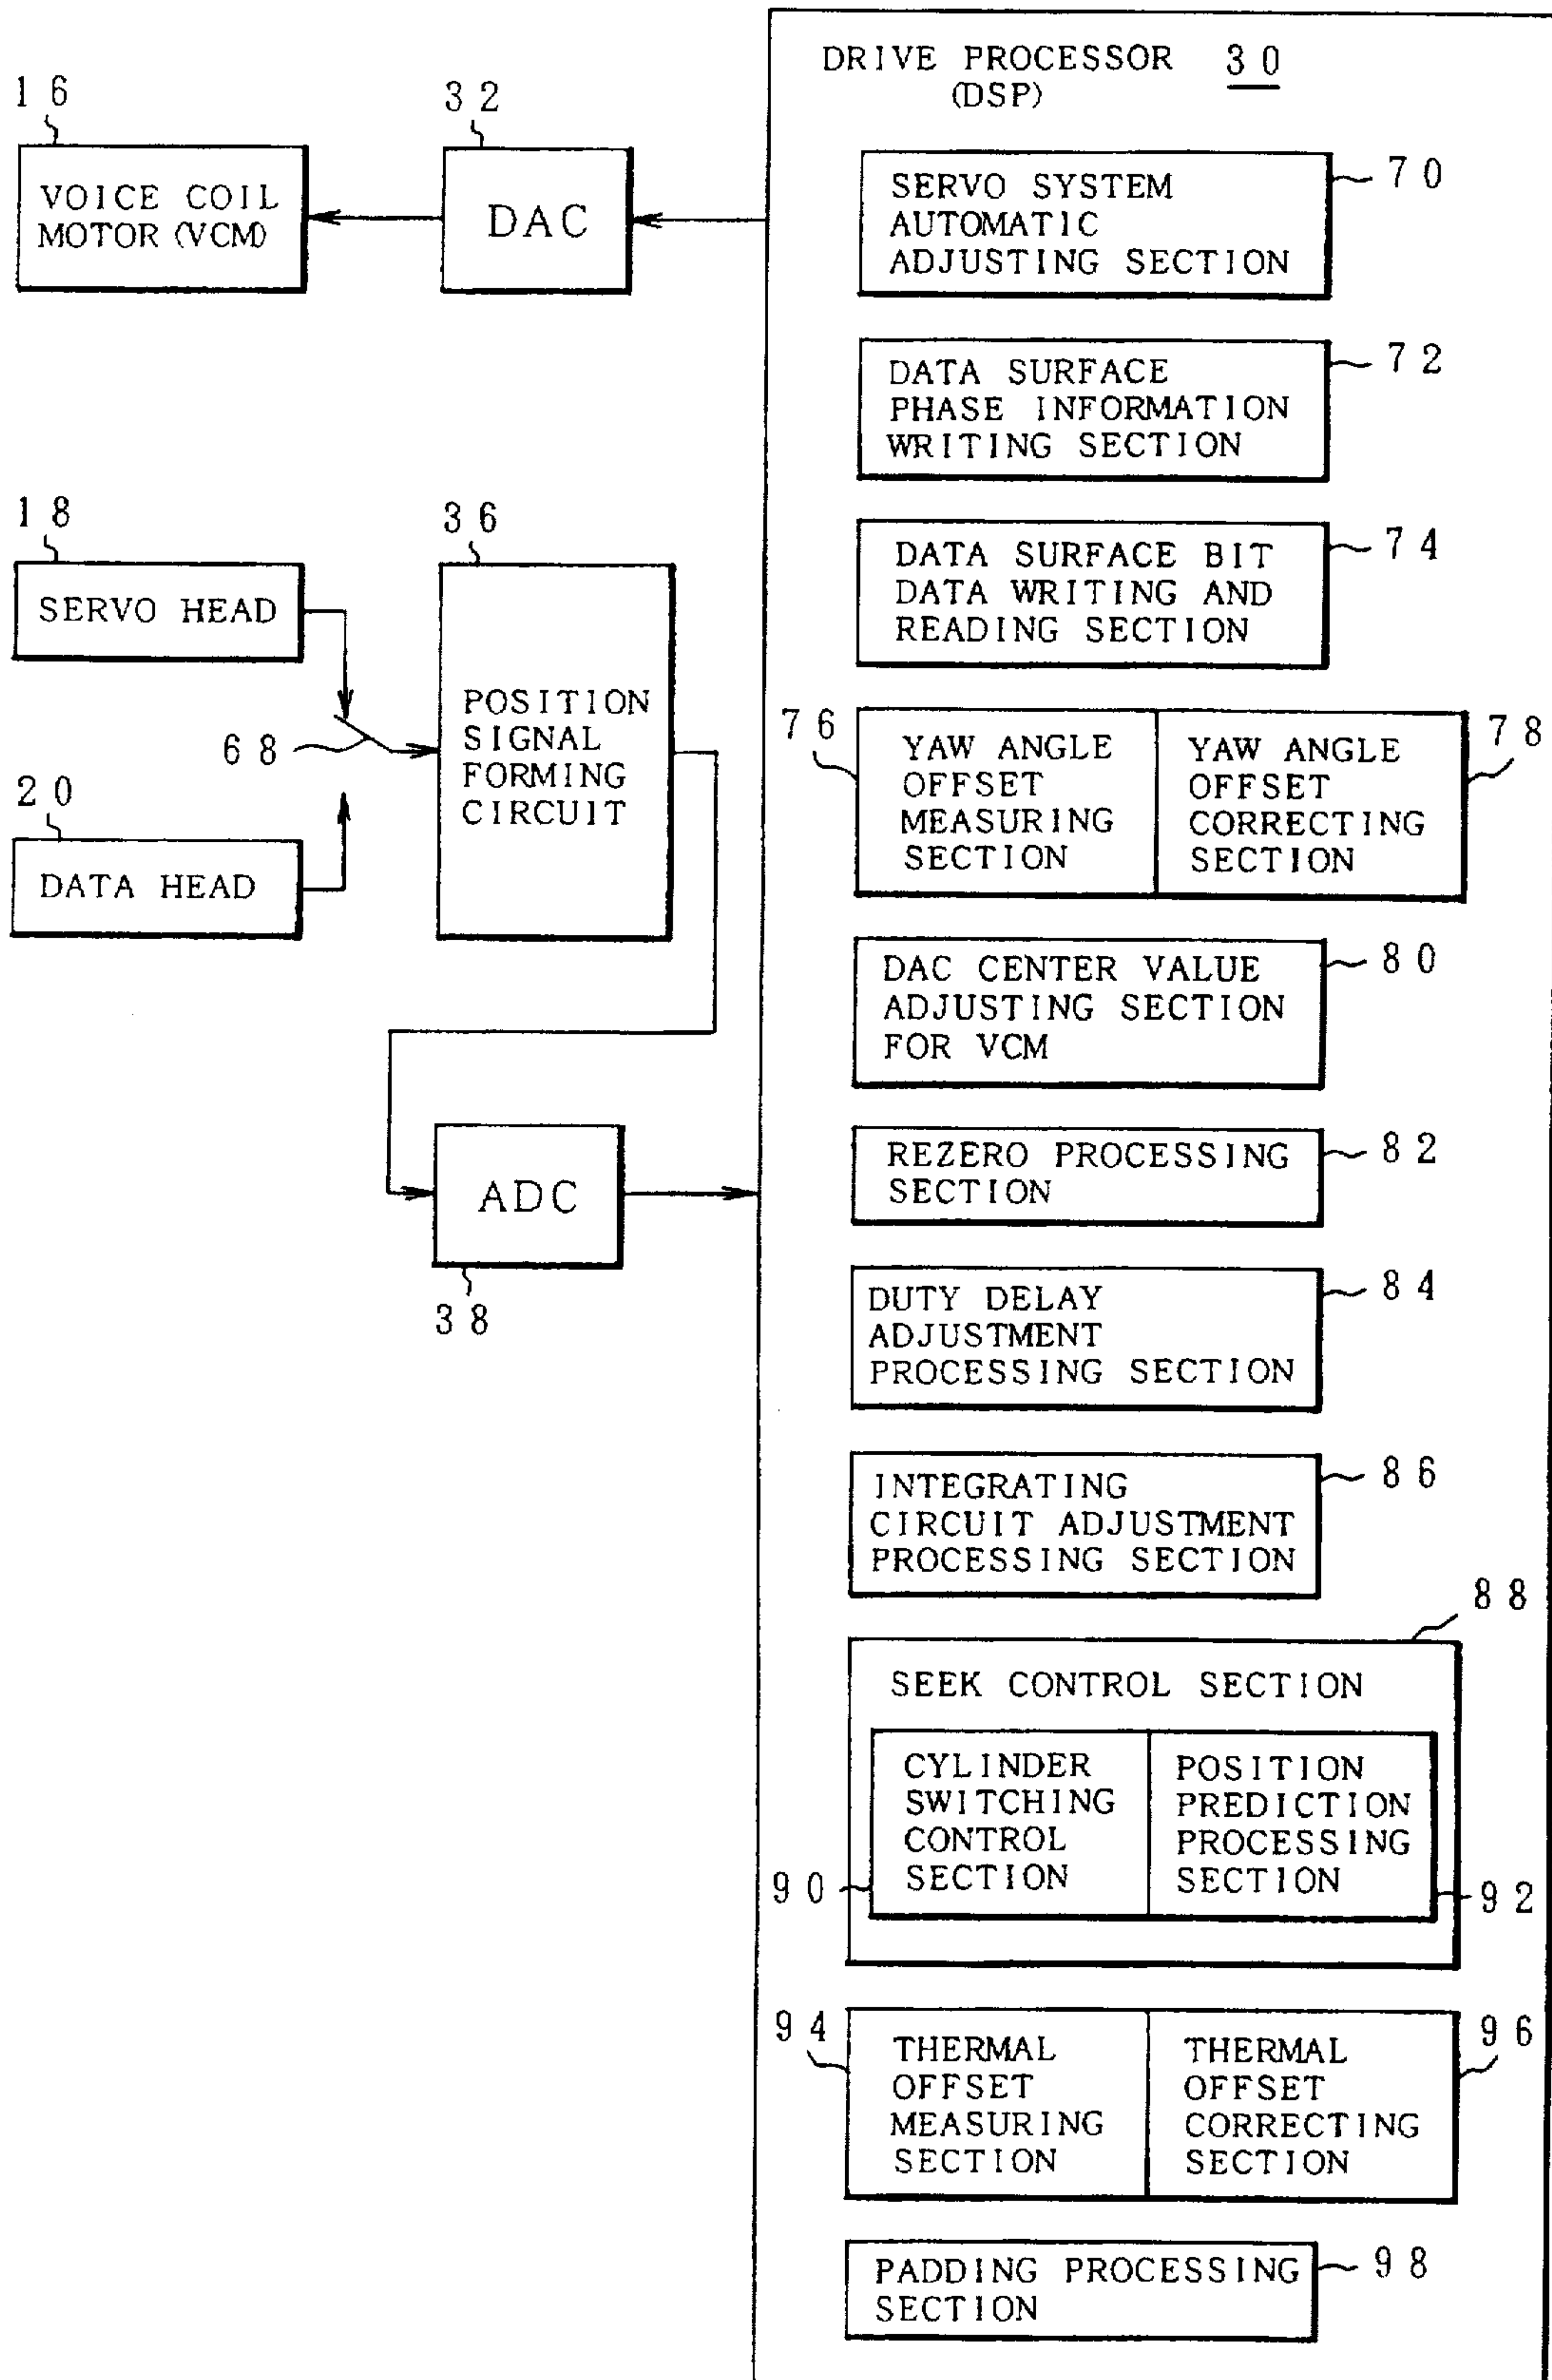 DRIVE PROCESSOR 30
(DSP)
16
VOICE COIL
MOTOR (VCM)
32
DAC
18
SERVO HEAD
68
20
DATA HEAD
36
POSITION
SIGNAL
FORMING
CIRCUIT
ADC
38
SERVO SYSTEM
AUTOMATIC
ADJUSTING SECTION
70
DATA SURFACE
PHASE INFORMATION
WRITING SECTION
72
DATA SURFACE BIT
DATA WRITING AND
READING SECTION
74
76
YAW ANGLE
OFFSET
MEASURING
SECTION
YAW ANGLE
OFFSET
CORRECTING
SECTION
78
DAC CENTER VALUE
ADJUSTING SECTION
FOR VCM
80
REZERO PROCESSING
SECTION
82
DUTY DELAY
ADJUSTMENT
PROCESSING SECTION
84
INTEGRATING
CIRCUIT ADJUSTMENT
PROCESSING SECTION
86
88
SEEK CONTROL SECTION
CYLINDER
SWITCHING
CONTROL
SECTION
90
POSITION
PREDICTION
PROCESSING
SECTION
92
94
THERMAL
OFFSET
MEASURING
SECTION
THERMAL
OFFSET
CORRECTING
SECTION
96
PADDING PROCESSING
SECTION
98